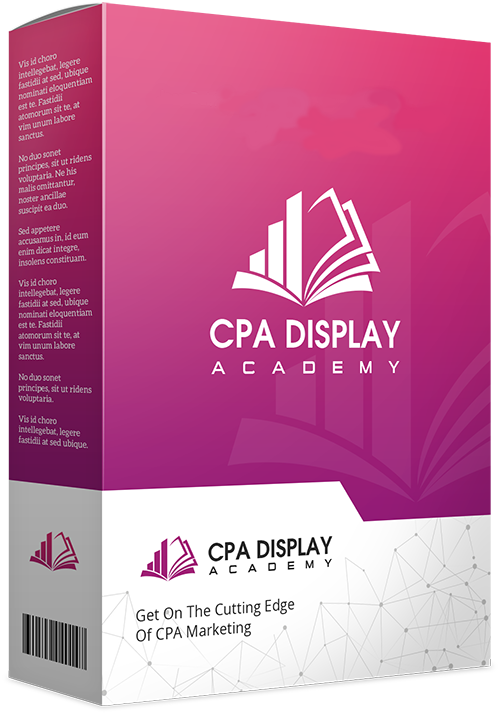 Vis id choro
intellegebat, legere
fastidii at sed, ubique
nominati eloquentiam
est te. Fastidii
atomorum sit te, at
vim unum labore
sanctus.
No duo sonet
principes, sit ut ridens
voluptaria. Ne his
malis omittantur,
noster ancillae
suscipit ea duo.
Sed appetere
accusamus in, id eum
enim dicat integre,
insolens constituam.
Vis id choro
intellegebat, legere
fastidii at sed, ubique
nominati eloquentiam
est te. Fastidii
atomorum sit te, at
vim unum labore
sanctus.
No duo sonet
principes, sit ut ridens
voluptaria.
Vis id choro
intellegebat, legere
fastidii at sed, ubique.
CPA DISPLAY
ACADEMY
CPA DISPLAY
ACADEMY
Get On The Cutting Edge
Of CPA Marketing